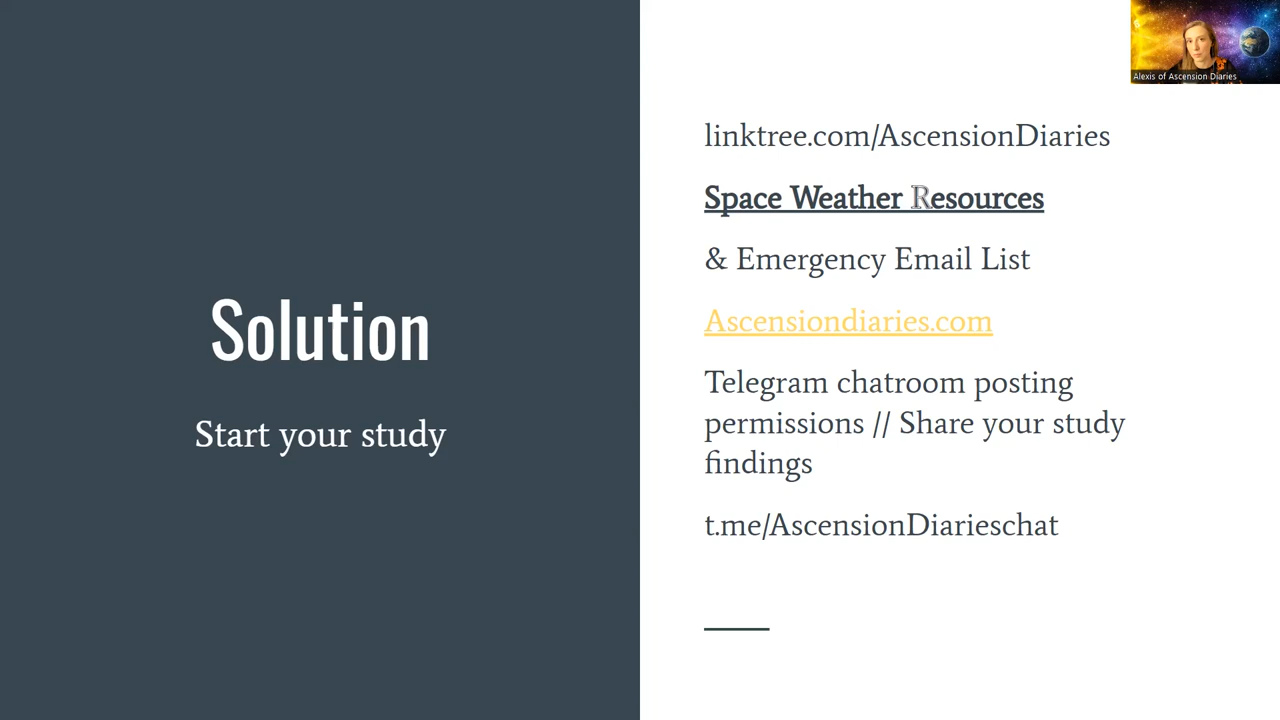 Alexis of Ascension Diaries
Solution
Start your study
linktree.com/AscensionDiaries
Space Weather ℝesources
& Emergency Email List
Ascensiondiaries.com
Telegram chatroom posting
permissions // Share your study
findings
t.me/AscensionDiarieschat